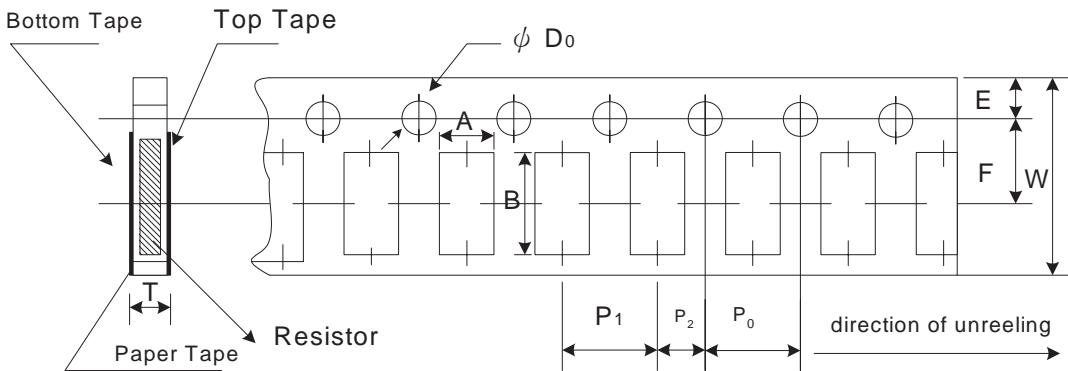 Bottom Tape
Top Tape
ϕ D₀
E
A
F
W
B
T
P₁
P₂
P₀
direction of unreeling
Resistor
Paper Tape